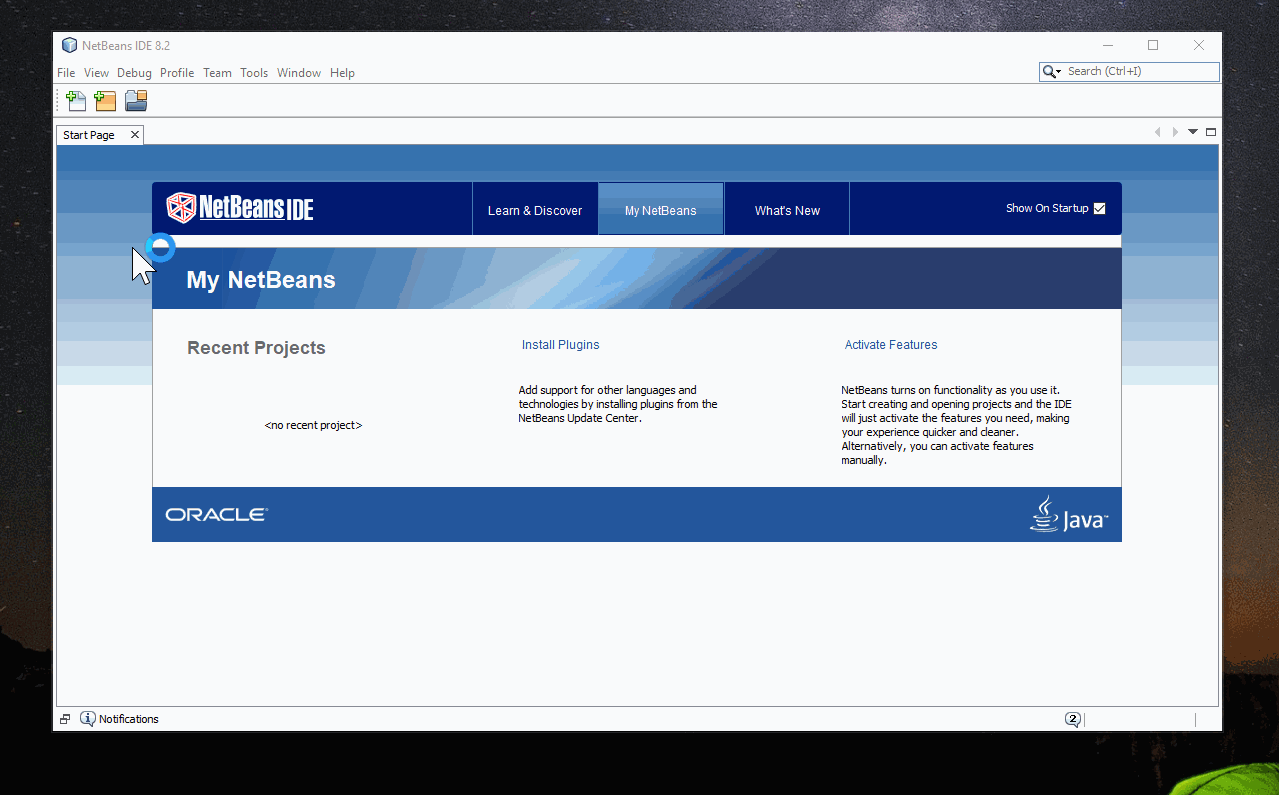 NetBeans IDE 8.2
File View Debug Profile Team Tools Window Help
Search (Ctrl+I)
Start Page
NetBeans IDE
Learn & Discover
My NetBeans
What's New
Show On Startup
My NetBeans
Recent Projects
<no recent project>
Install Plugins
Add support for other languages and
technologies by installing plugins from the
NetBeans Update Center.
Activate Features
NetBeans turns on functionality as you use it.
Start creating and opening projects and the IDE
will just activate the features you need, making
your experience quicker and cleaner.
Alternatively, you can activate features
manually.
ORACLE
Java™
Notifications
2